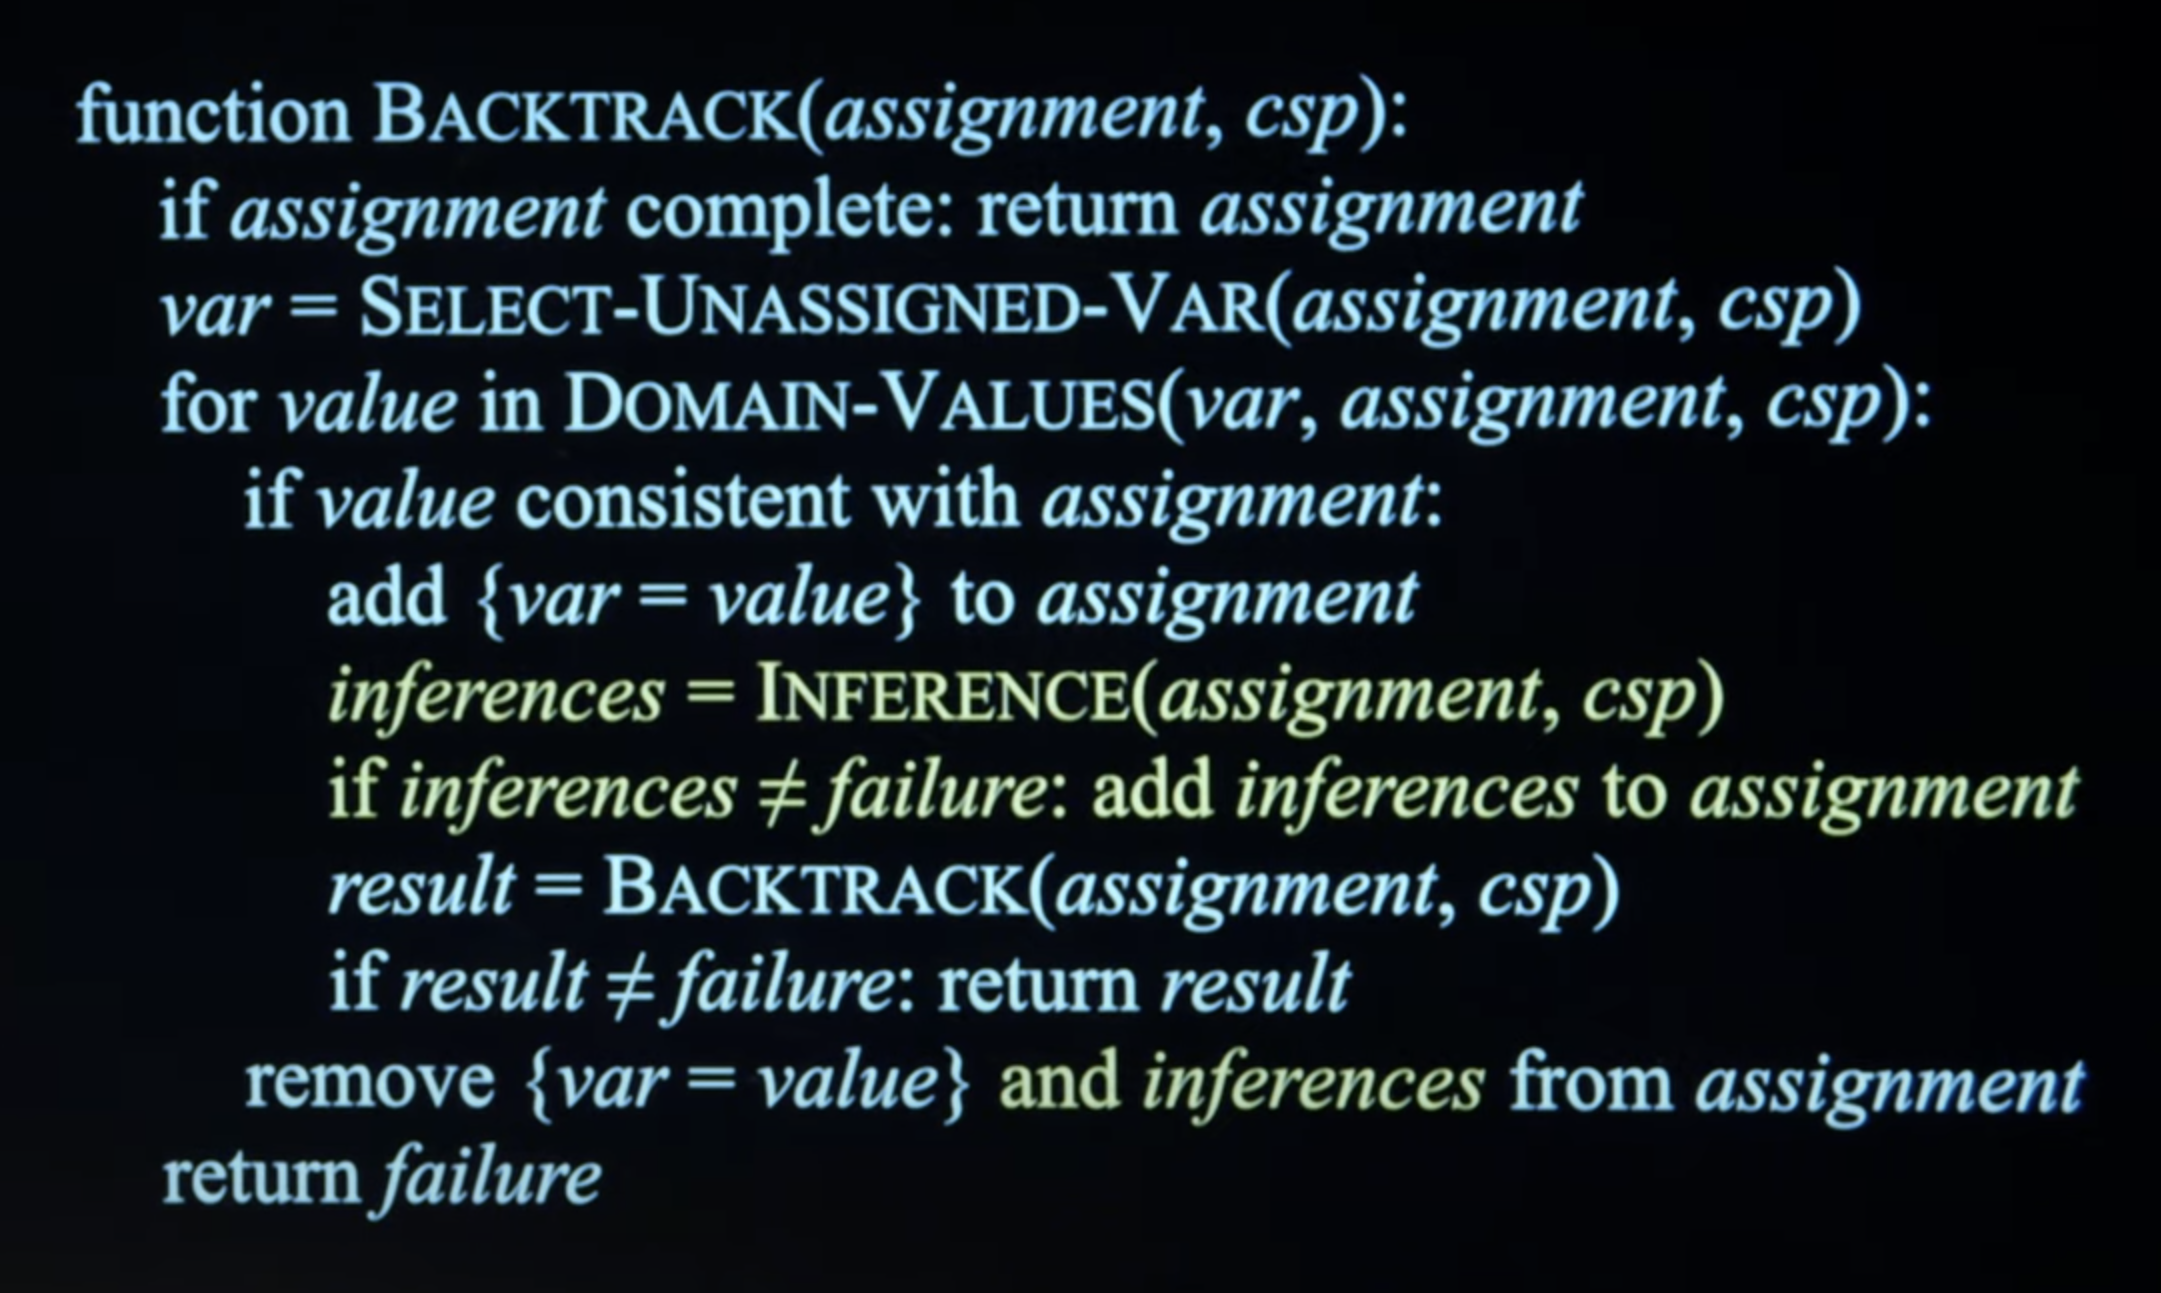 function BACKTRACK(assignment, csp):
if assignment complete: return assignment
var = SELECT-UNASSIGNED-VAR(assignment, csp)
for value in DOMAIN-VALUES(var, assignment, csp):
if value consistent with assignment:
add {var = value} to assignment
inferences = INFERENCE(assignment, csp)
if inferences ≠ failure: add inferences to assignment
result = BACKTRACK(assignment, csp)
if result ≠ failure: return result
remove {var = value} and inferences from assignment
return failure